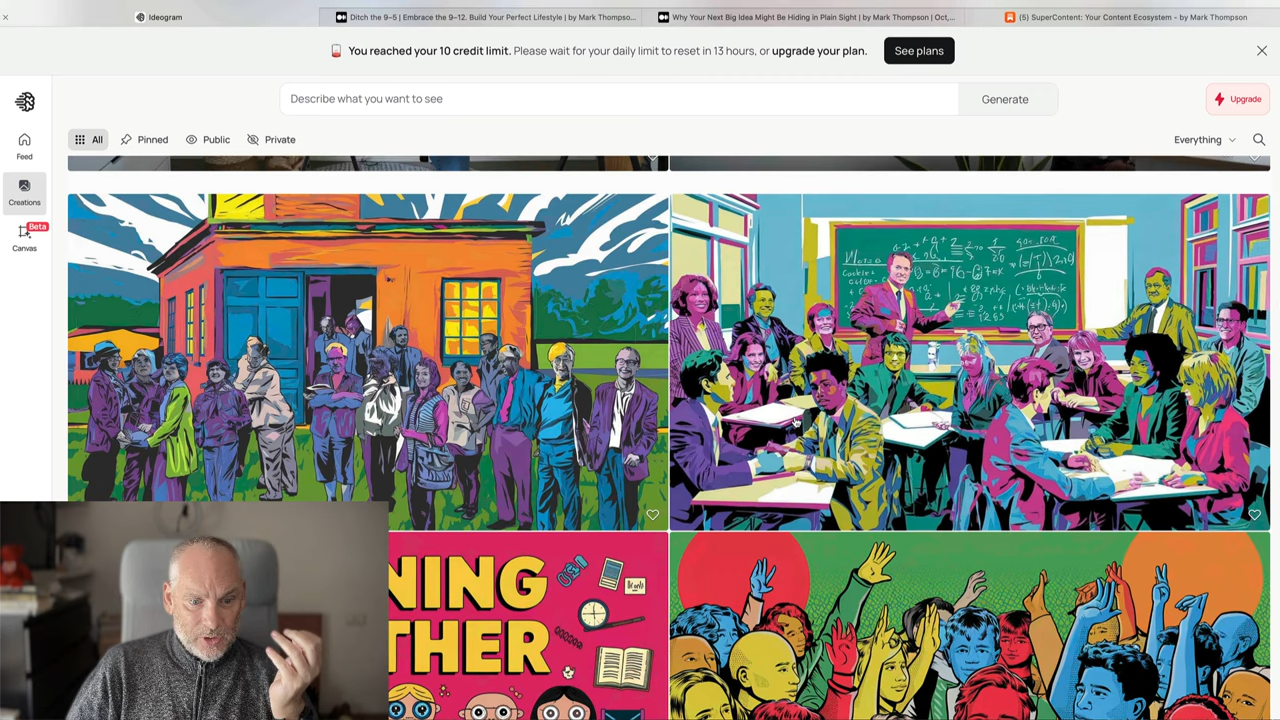 Ideogram
Ditch the 9–5 | Embrace the 9–12. Build Your Perfect Lifestyle | by Mark Thompso...
Why Your Next Big Idea Might Be Hiding in Plain Sight | by Mark Thompson | Oct,...
(5) SuperContent: Your Content Ecosystem - by Mark Thompson
You reached your 10 credit limit. Please wait for your daily limit to reset in 13 hours, or upgrade your plan.
See plans
Describe what you want to see
Generate
Upgrade
All
Pinned
Public
Private
Everything
Feed
Creations
Beta
Canvas
NING
THER